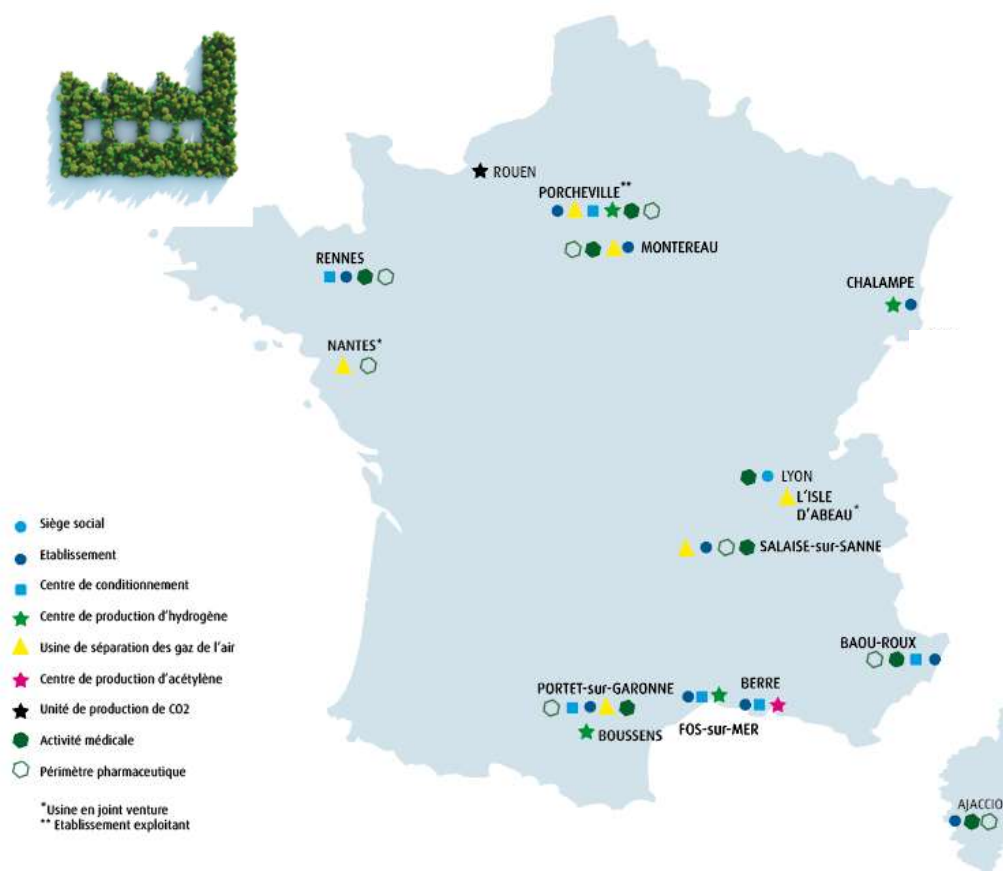 ROUEN
PORCHEVILLE**
MONTEREAU
RENNES
CHALAMPE
NANTES*
LYON
L'ISLE
D'ABEAU*
SALAISE-sur-SANNE
BAOU-ROUX
PORTET-sur-GARONNE
BERRE
FOS-sur-MER
BOUSSENS
AJACCIO
Siège social
Etablissement
Centre de conditionnement
Centre de production d'hydrogène
Usine de séparation des gaz de l'air
Centre de production d'acétylène
Unité de production de CO2
Activité médicale
Périmètre pharmaceutique
*Usine en joint venture
** Etablissement exploitant